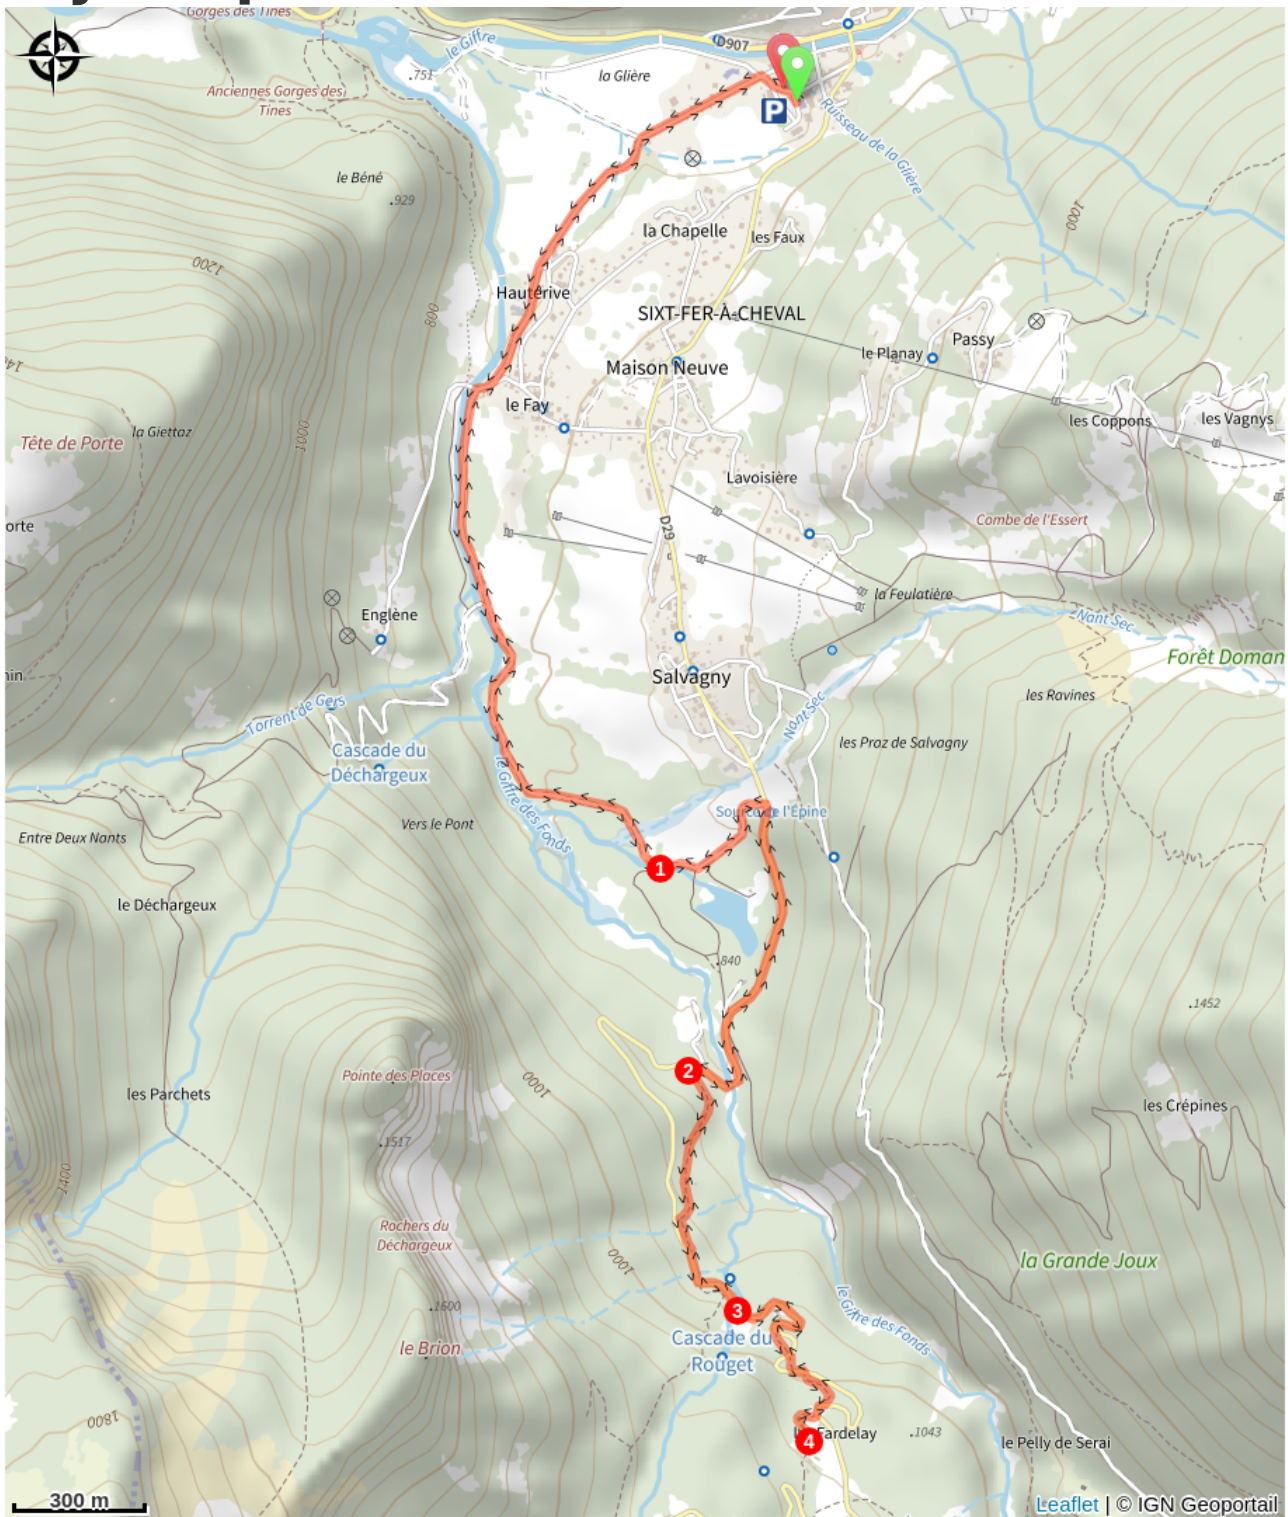 Gorges des Tines
le Giffre
D907
.751
la Glière
P
Anciennes Gorges des
Tines
Ruisseau de la Glière
le Béné
.929
1000
la Chapelle
les Faux
1200
Hauterive
800
SIXT-FER-À-CHEVAL
Passy
le Planay
Maison Neuve
le Fay
les Coppons
les Vagnys
Tête de Porte
la Giettaz
1000
Lavoisière
orte
D29
Combe de l'Essert
la Feulatière
Englène
Nant Sec
Forêt Doman
Salvagny
les Ravines
Torrent de Gers
Nant Sec
les Praz de Salvagny
Cascade du
Déchargeux
le Giffre des Fonds
Source de l'Épine
Vers le Pont
Entre Deux Nants
1
le Déchargeux
.840
.1452
2
Pointe des Places
1000
les Parchets
les Crépines
.1517
1400
Rochers du
Déchargeux
1000
la Grande Joux
.1600
3
le Giffre des Fonds
Cascade du
Rouget
le Brion
1800
4
Fardelay
.1043
le Pelly de Serai
300 m
Leaflet | © IGN Geoportail